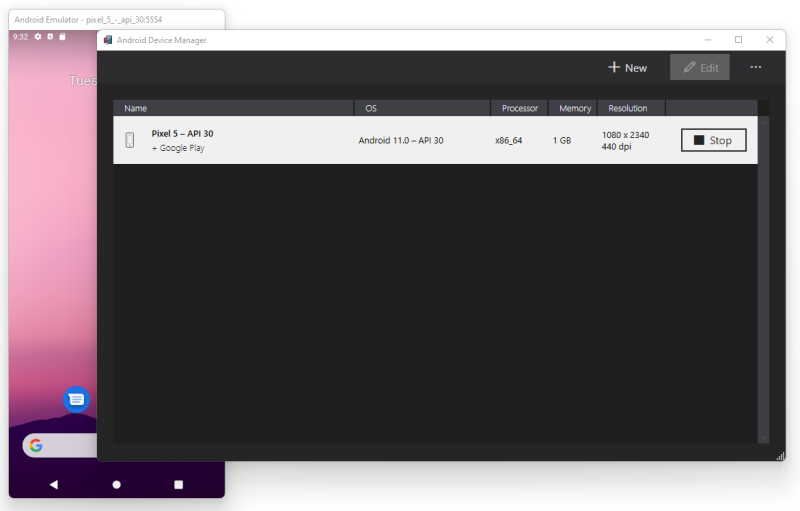 Android Emulator - pixel_5_-_api_30:5554
9:32
Tues
Android Device Manager
New
Edit
Name OS Processor Memory Resolution
Pixel 5 – API 30
+ Google Play
Android 11.0 – API 30
x86_64
1 GB
1080 x 2340
440 dpi
Stop